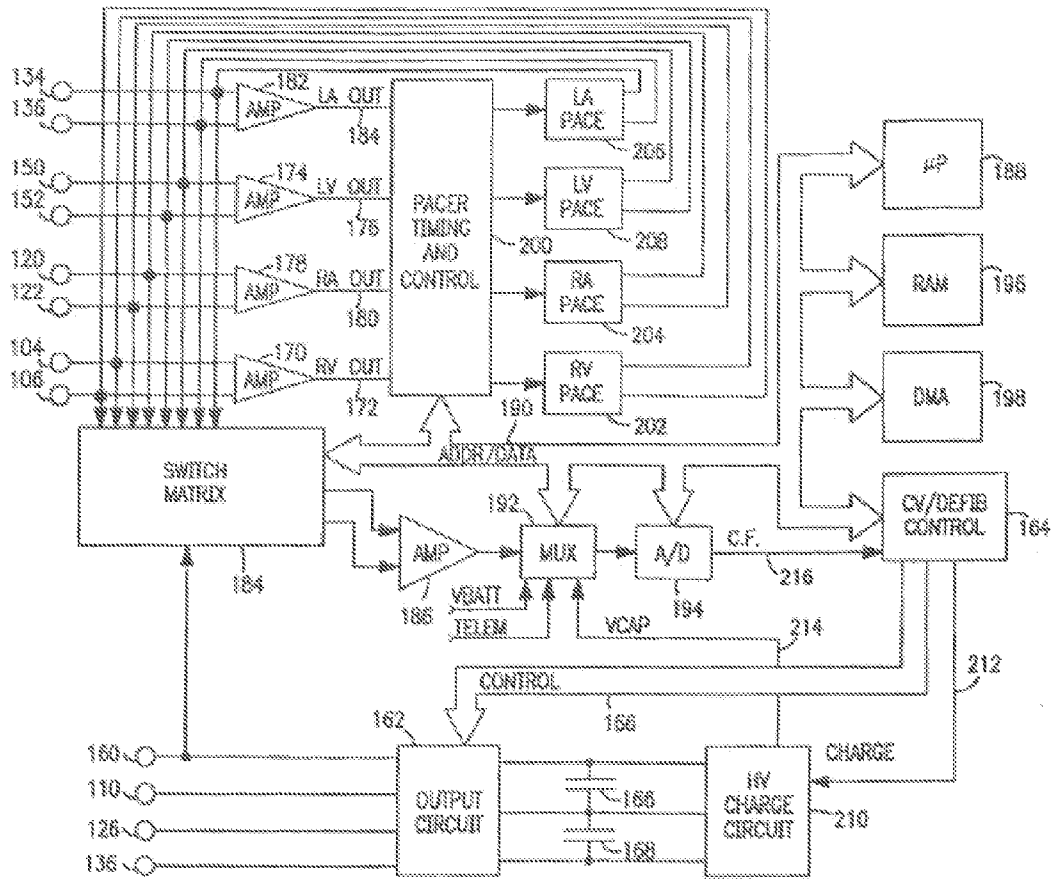 134
136
182
AMP
LA OUT
184
LA
PACE
206
150
152
174
AMP
LV OUT
176
PACER
TIMING
AND
CONTROL
200
LV
PACE
208
120
122
178
AMP
RA OUT
180
RA
PACE
204
104
106
170
AMP
RV OUT
172
RV
PACE
202
µP
188
RAM
196
DMA
198
CV/DEFIB
CONTROL
164
190
ADDR/DATA
SWITCH
MATRIX
184
AMP
186
192
MUX
A/D
194
C.F.
216
VBATT
TELEM
VCAP
214
212
CONTROL
166
CHARGE
162
160
110
126
136
OUTPUT
CIRCUIT
166
168
HV
CHARGE
CIRCUIT
210